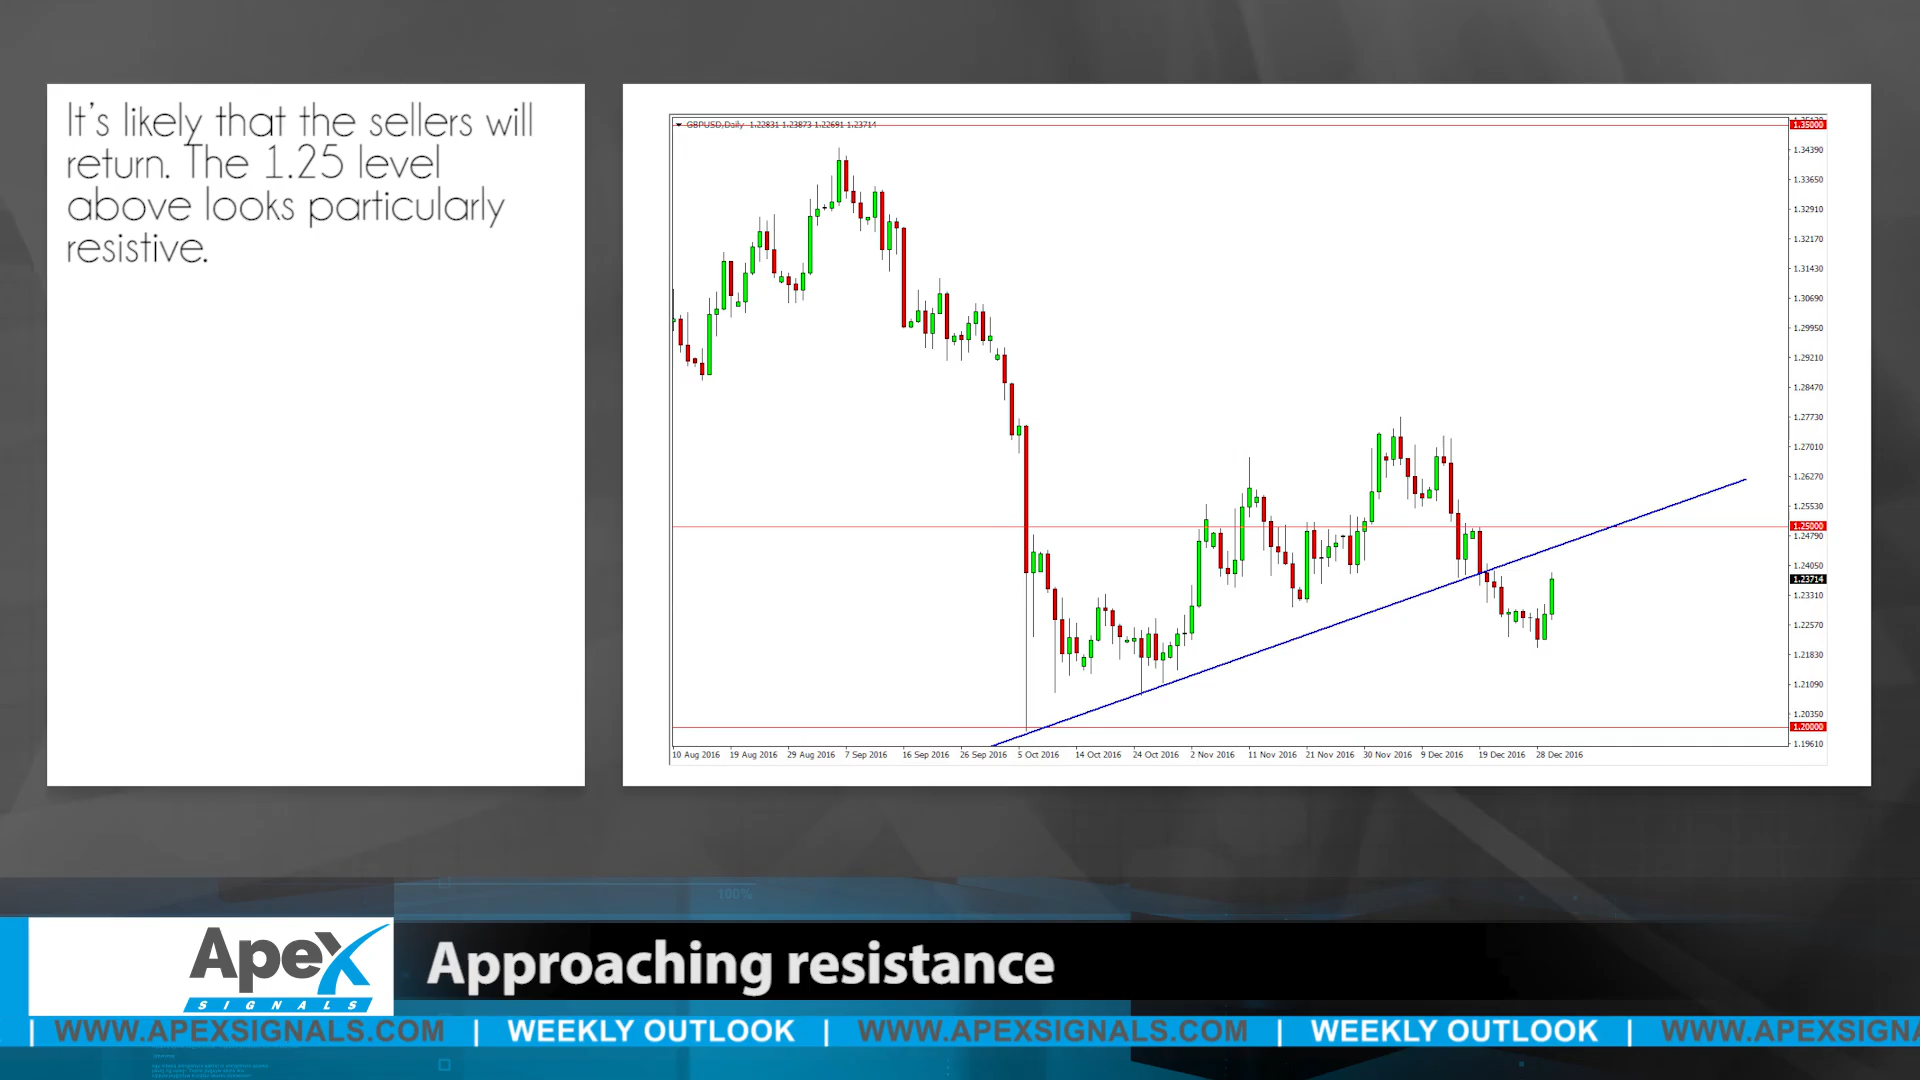 It's likely that the sellers will
return. The 1.25 level
above looks particularly
resistive.
GBPUSD,Daily 1.22831 1.23873 1.22691 1.23714
1.35000
1.34390
1.33650
1.32910
1.32170
1.31430
1.30690
1.29950
1.29210
1.28470
1.27730
1.27010
1.26270
1.25530
1.25000
1.24790
1.24050
1.23714
1.23310
1.22570
1.21830
1.21090
1.20350
1.20000
1.19610
10 Aug 2016 19 Aug 2016 29 Aug 2016 7 Sep 2016 16 Sep 2016 26 Sep 2016 5 Oct 2016 14 Oct 2016 24 Oct 2016 2 Nov 2016 11 Nov 2016 21 Nov 2016 30 Nov 2016 9 Dec 2016 19 Dec 2016 28 Dec 2016
100%
Apex
SIGNALS
Approaching resistance
| WWW.APEXSIGNALS.COM | WEEKLY OUTLOOK | WWW.APEXSIGNALS.COM | WEEKLY OUTLOOK | WWW.APEXSIGNA